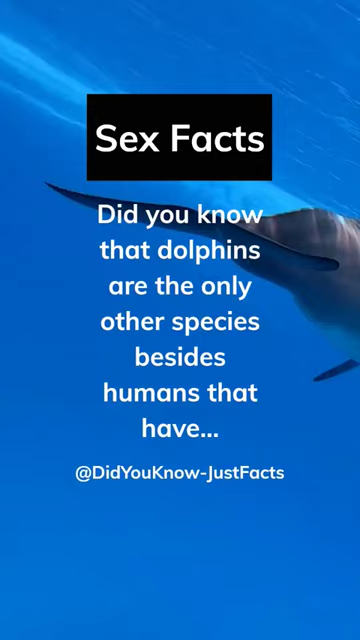 Sex Facts
Did you know
that dolphins
are the only
other species
besides
humans that
have...
@DidYouKnow-JustFacts